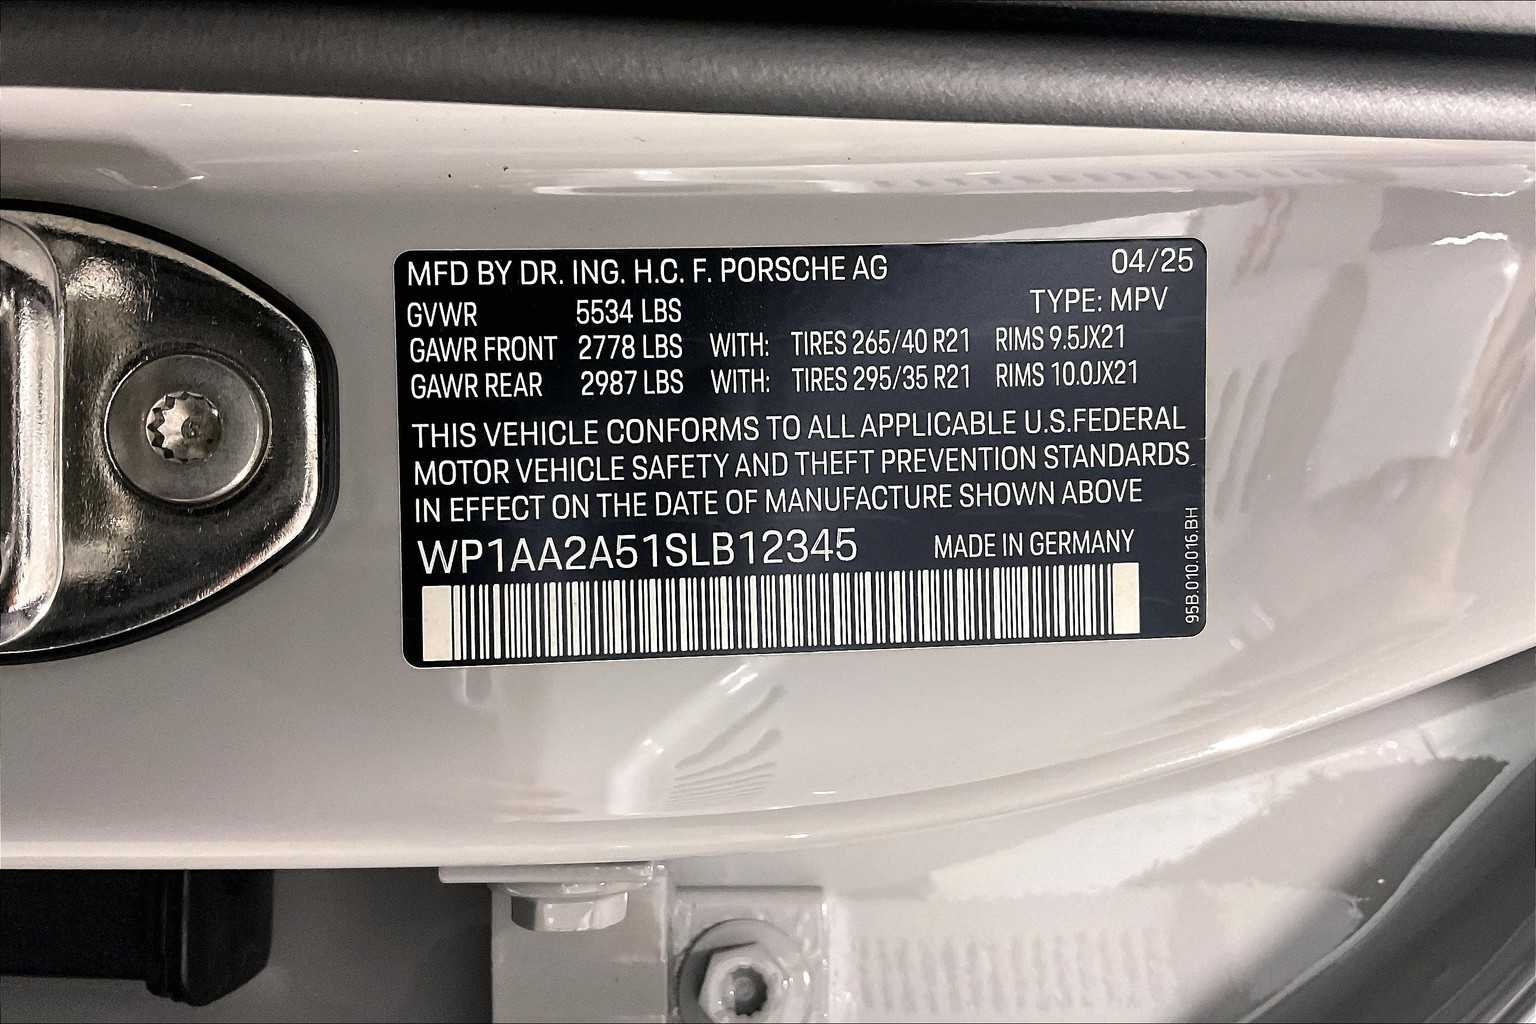 MFD BY DR. ING. H.C. F. PORSCHE AG 04/25
TYPE: MPV
GVWR 5534 LBS
GAWR FRONT 2778 LBS WITH: TIRES 265/40 R21 RIMS 9.5JX21
GAWR REAR 2987 LBS WITH: TIRES 295/35 R21 RIMS 10.0JX21
THIS VEHICLE CONFORMS TO ALL APPLICABLE U.S.FEDERAL
MOTOR VEHICLE SAFETY AND THEFT PREVENTION STANDARDS
IN EFFECT ON THE DATE OF MANUFACTURE SHOWN ABOVE
WP1AA2A51SLB12345 MADE IN GERMANY
95B.010.016.BH